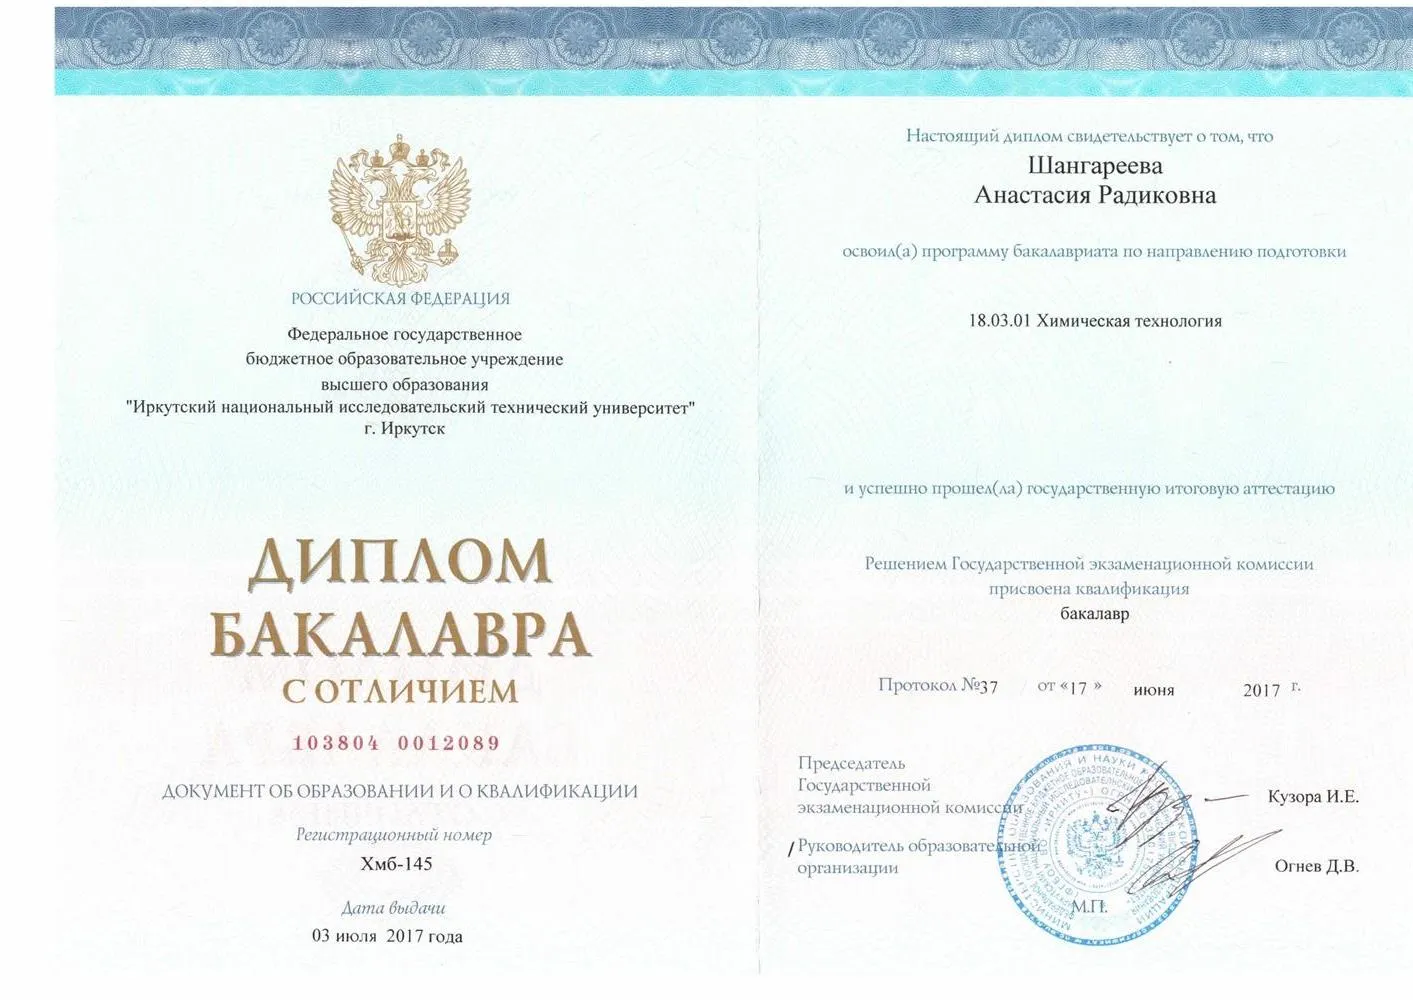 РОССИЙСКАЯ ФЕДЕРАЦИЯ
Федеральное государственное
бюджетное образовательное учреждение
высшего образования
"Иркутский национальный исследовательский технический университет"
г. Иркутск
ДИПЛОМ
БАКАЛАВРА
С ОТЛИЧИЕМ
103804 0012089
ДОКУМЕНТ ОБ ОБРАЗОВАНИИ И О КВАЛИФИКАЦИИ
Регистрационный номер
Хмб-145
Дата выдачи
03 июля 2017 года
Настоящий диплом свидетельствует о том, что
Шангареева
Анастасия Радиковна
освоил(а) программу бакалавриата по направлению подготовки
18.03.01 Химическая технология
и успешно прошел(ла) государственную итоговую аттестацию
Решением Государственной экзаменационной комиссии
присвоена квалификация
бакалавр
Протокол №37 от «17 » июня 2017 г.
Председатель
Государственной
экзаменационной комиссии
Кузора И.Е.
Руководитель образовательной
организации
Огнев Д.В.
М.П.